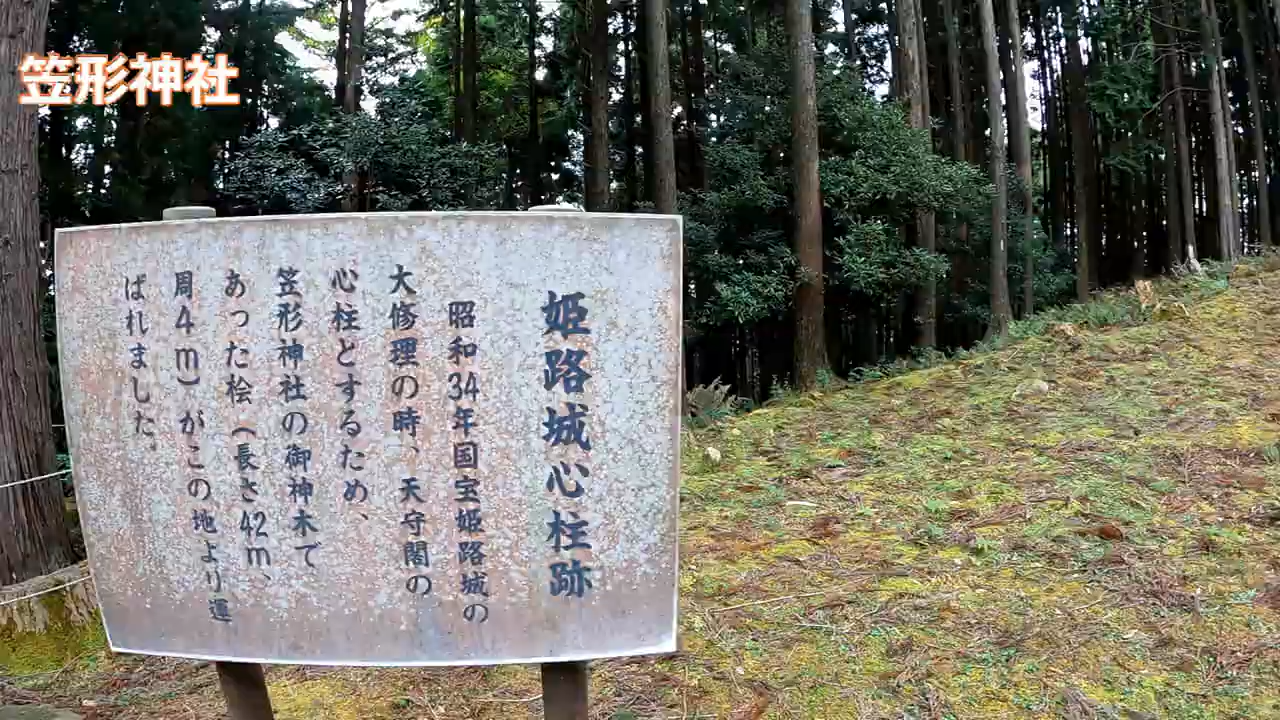 笠形神社
姫路城心柱跡
昭和34年国宝姫路城の
大修理の時、天守閣の
心柱とするため、
笠形神社の御神木で
あった桧(長さ42m、
周4m)がこの地より運
ばれました。